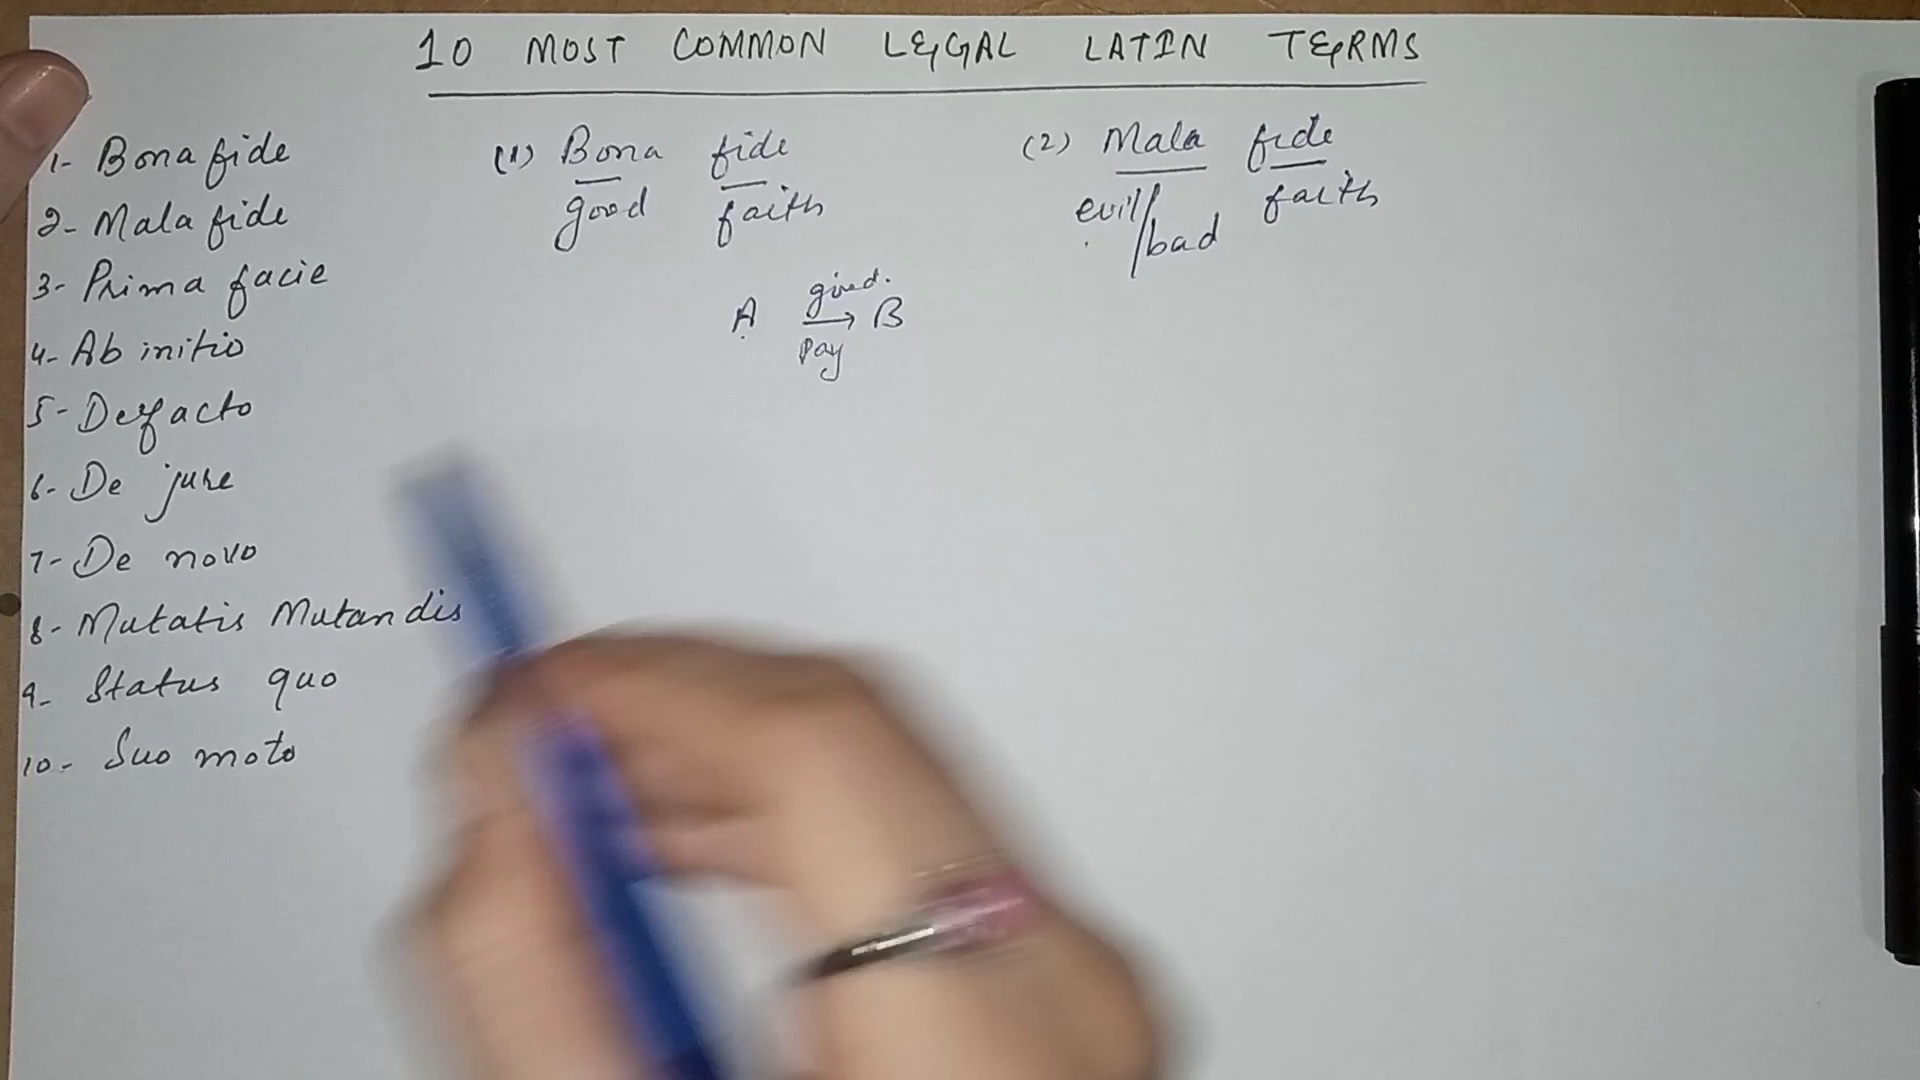 10 MOST COMMON LEGAL LATIN TERMS
1- Bonafide
2- Mala fide
3- Prima facie
4- Ab initio
5- Defacto
6- De jure
7- De novo
8- Mutatis Mutandis
9- Status quo
10- Suo moto
(1) Bona fide
good faith
A → B
Pay
(2) Mala fide
evil/ faith
/bad